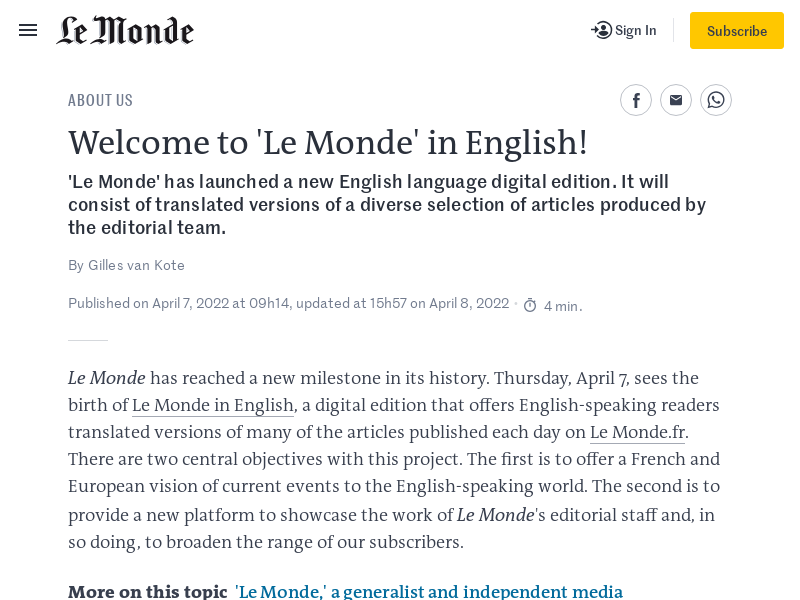 Le Monde
Sign In
Subscribe
ABOUT US
Welcome to 'Le Monde' in English!
'Le Monde' has launched a new English language digital edition. It will
consist of translated versions of a diverse selection of articles produced by
the editorial team.
By Gilles van Kote
Published on April 7, 2022 at 09h14, updated at 15h57 on April 8, 2022 · 4 min.
Le Monde has reached a new milestone in its history. Thursday, April 7, sees the
birth of Le Monde in English, a digital edition that offers English-speaking readers
translated versions of many of the articles published each day on Le Monde.fr.
There are two central objectives with this project. The first is to offer a French and
European vision of current events to the English-speaking world. The second is to
provide a new platform to showcase the work of Le Monde's editorial staff and, in
so doing, to broaden the range of our subscribers.
More on this topic 'Le Monde,' a generalist and independent media